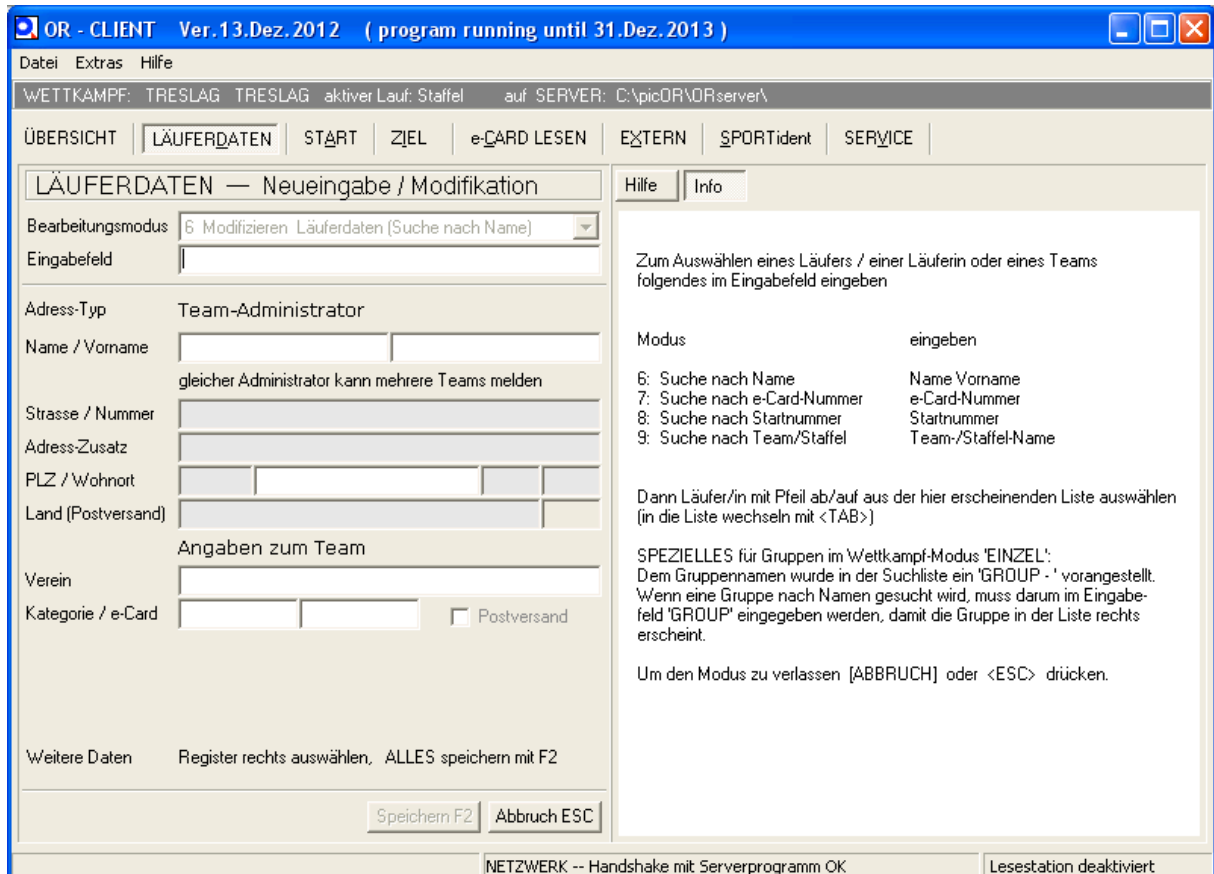 OR - CLIENT Ver.13.Dez.2012 ( program running until 31.Dez.2013 )
Datei Extras Hilfe
WETTKAMPF: TRESLAG TRESLAG aktiver Lauf: Staffel auf SERVER: C:\picOR\ORserver\
ÜBERSICHT LÄUFERDATEN START ZIEL e-CARD LESEN EXTERN SPORTident SERVICE
LÄUFERDATEN — Neueingabe / Modifikation
Bearbeitungsmodus 6 Modifizieren Läuferdaten (Suche nach Name)
Eingabefeld
Adress-Typ Team-Administrator
Name / Vorname
gleicher Administrator kann mehrere Teams melden
Strasse / Nummer
Adress-Zusatz
PLZ / Wohnort
Land (Postversand)
Angaben zum Team
Verein
Kategorie / e-Card Postversand
Weitere Daten Register rechts auswählen, ALLES speichern mit F2
Speichern F2 Abbruch ESC
Hilfe Info
Zum Auswählen eines Läufers / einer Läuferin oder eines Teams
folgendes im Eingabefeld eingeben
Modus eingeben
6: Suche nach Name Name Vorname
7: Suche nach e-Card-Nummer e-Card-Nummer
8: Suche nach Startnummer Startnummer
9: Suche nach Team/Staffel Team-/Staffel-Name
Dann Läufer/in mit Pfeil ab/auf aus der hier erscheinenden Liste auswählen
(in die Liste wechseln mit <TAB>)
SPEZIELLES für Gruppen im Wettkampf-Modus 'EINZEL':
Dem Gruppennamen wurde in der Suchliste ein 'GROUP - ' vorangestellt.
Wenn eine Gruppe nach Namen gesucht wird, muss darum im Eingabe-
feld 'GROUP' eingegeben werden, damit die Gruppe in der Liste rechts
erscheint.
Um den Modus zu verlassen [ABBRUCH] oder <ESC> drücken.
NETZWERK -- Handshake mit Serverprogramm OK Lesestation deaktiviert